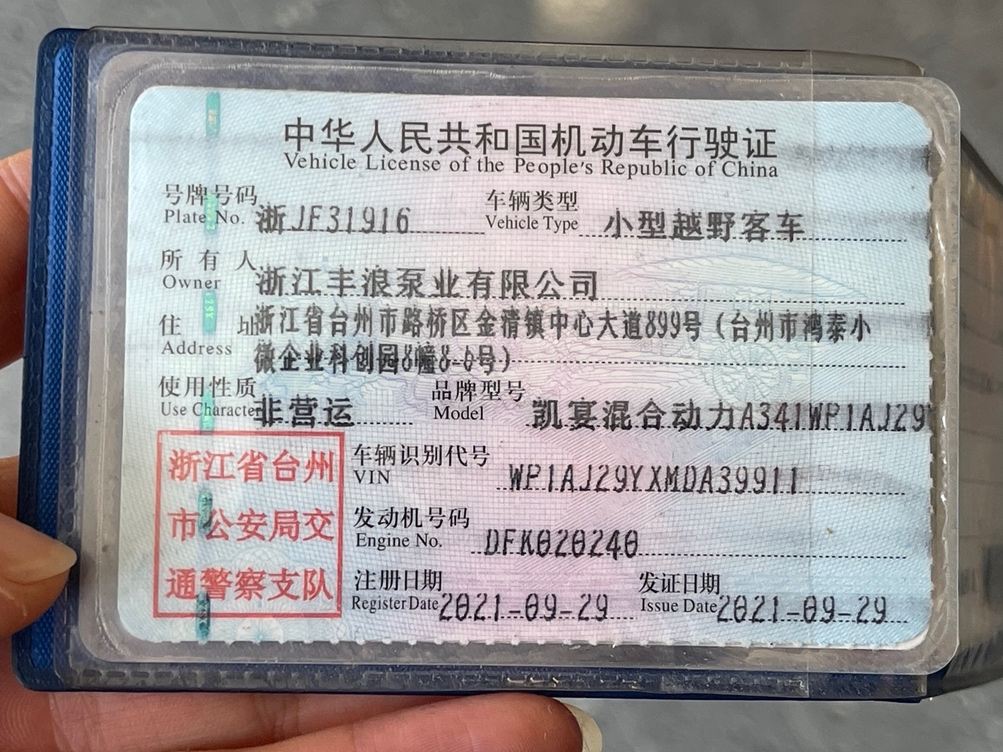 中华人民共和国机动车行驶证
Vehicle License of the People's Republic of China
号牌号码 浙JF31916 车辆类型 小型越野客车
Plate No. Vehicle Type
所有人 浙江丰浪泵业有限公司
Owner
住址 浙江省台州市路桥区金清镇中心大道899号（台州市鸿泰小
Address 微企业科创园8幢8-6号）
使用性质 非营运 品牌型号 凯宴混合动力A341WP1AJ29
Use Character Model
浙江省台州
市公安局交
通警察支队
车辆识别代号 WP1AJ29YXMDA39911
VIN
发动机号码 DFK020240
Engine No.
注册日期 2021-09-29 发证日期 2021-09-29
Register Date Issue Date